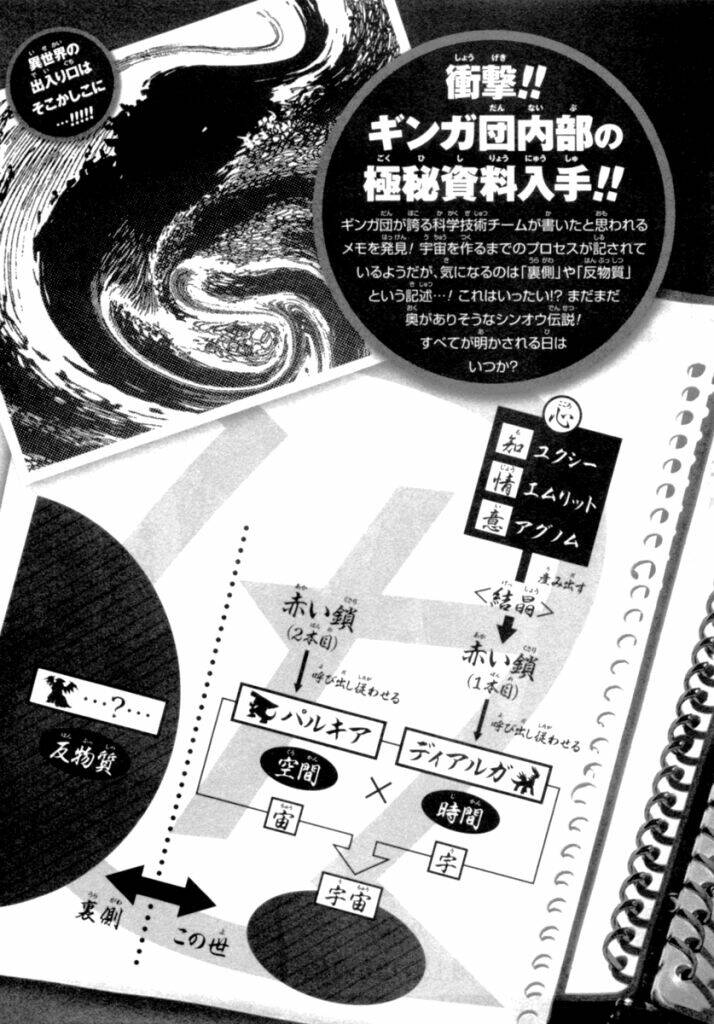 異世界の
出入り口は
そこかしこに
…!!!!!
衝撃!!
ギンガ団内部の
極秘資料入手!!
ギンガ団が誇る科学技術チームが書いたと思われる
メモを発見!宇宙を作るまでのプロセスが記されて
いるようだが、気になるのは「裏側」や「反物質」
という記述…!これはいったい!?まだまだ
奥がありそうなシンオウ伝説!
すべてが明かされる日は
いつか?
心
知 ユクシー
情 エムリット
意 アグノム
産み出す
<結晶>
赤い鎖
(2本目)
赤い鎖
(1本目)
呼び出し従わせる
呼び出し従わせる
…?…
反物質
パルキア
空間
×
ディアルガ
時間
宙
宇
宇宙
裏側
この世